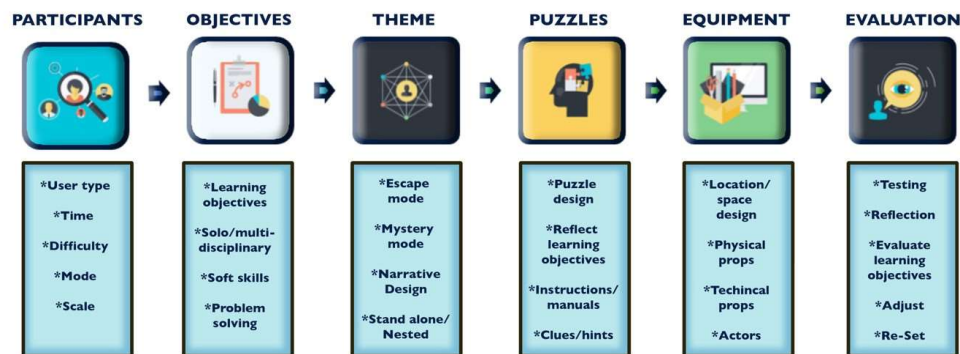 PARTICIPANTS
OBJECTIVES
THEME
PUZZLES
EQUIPMENT
EVALUATION
*User type
*Time
*Difficulty
*Mode
*Scale
*Learning
objectives
*Solo/multi-
disciplinary
*Soft skills
*Problem
solving
*Escape
mode
*Mystery
mode
*Narrative
Design
*Stand alone/
Nested
*Puzzle
design
*Reflect
learning
objectives
*Instructions/
manuals
*Clues/hints
*Location/
space
design
*Physical
props
*Techincal
props
*Actors
*Testing
*Reflection
*Evaluate
learning
objectives
*Adjust
*Re-Set